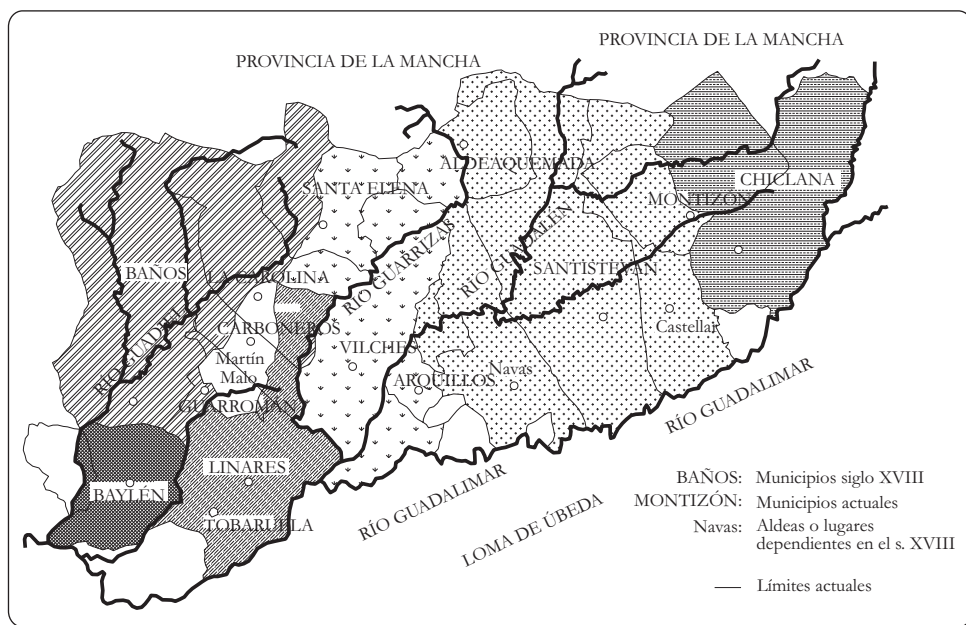 PROVINCIA DE LA MANCHA
PROVINCIA DE LA MANCHA
ALDEAQUEMADA
SANTA ELENA
CHICLANA
MONTIZÓN
RÍO GUARRIZAS
RÍO GUADALÉN
SANTISTEVAN
BAÑOS
LA CAROLINA
CARBONEROS
Castellar
RÍO GUADIEL
Martín
Malo
VILCHES
Navas
ARQUILLOS
GUARROMÁN
RÍO GUADALIMAR
LINARES
BAYLÉN
TOBARUELA
RÍO GUADALIMAR
LOMA DE ÚBEDA
BAÑOS: Municipios siglo XVIII
MONTIZÓN: Municipios actuales
Navas: Aldeas o lugares
dependientes en el s. XVIII
Límites actuales